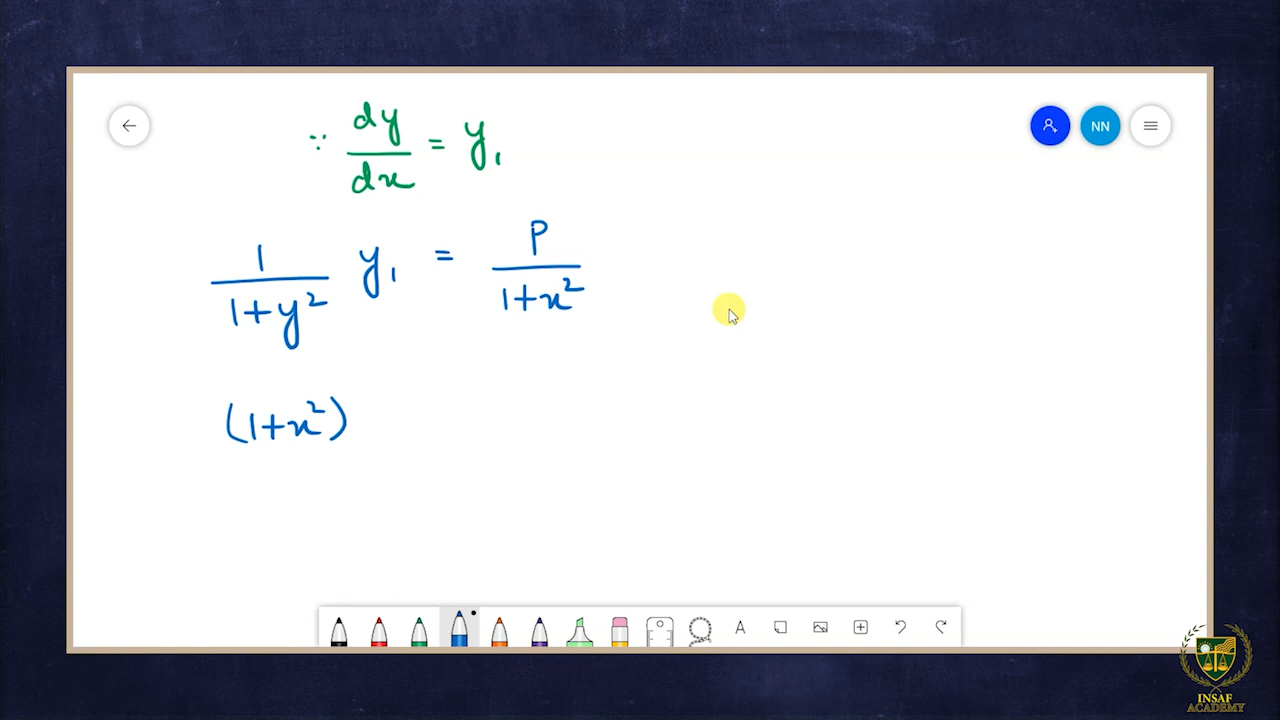 ∵ dy/dx = y₁
NN
1/(1+y²) y₁ = P/(1+x²)
(1+x²)
A
INSAF
ACADEMY